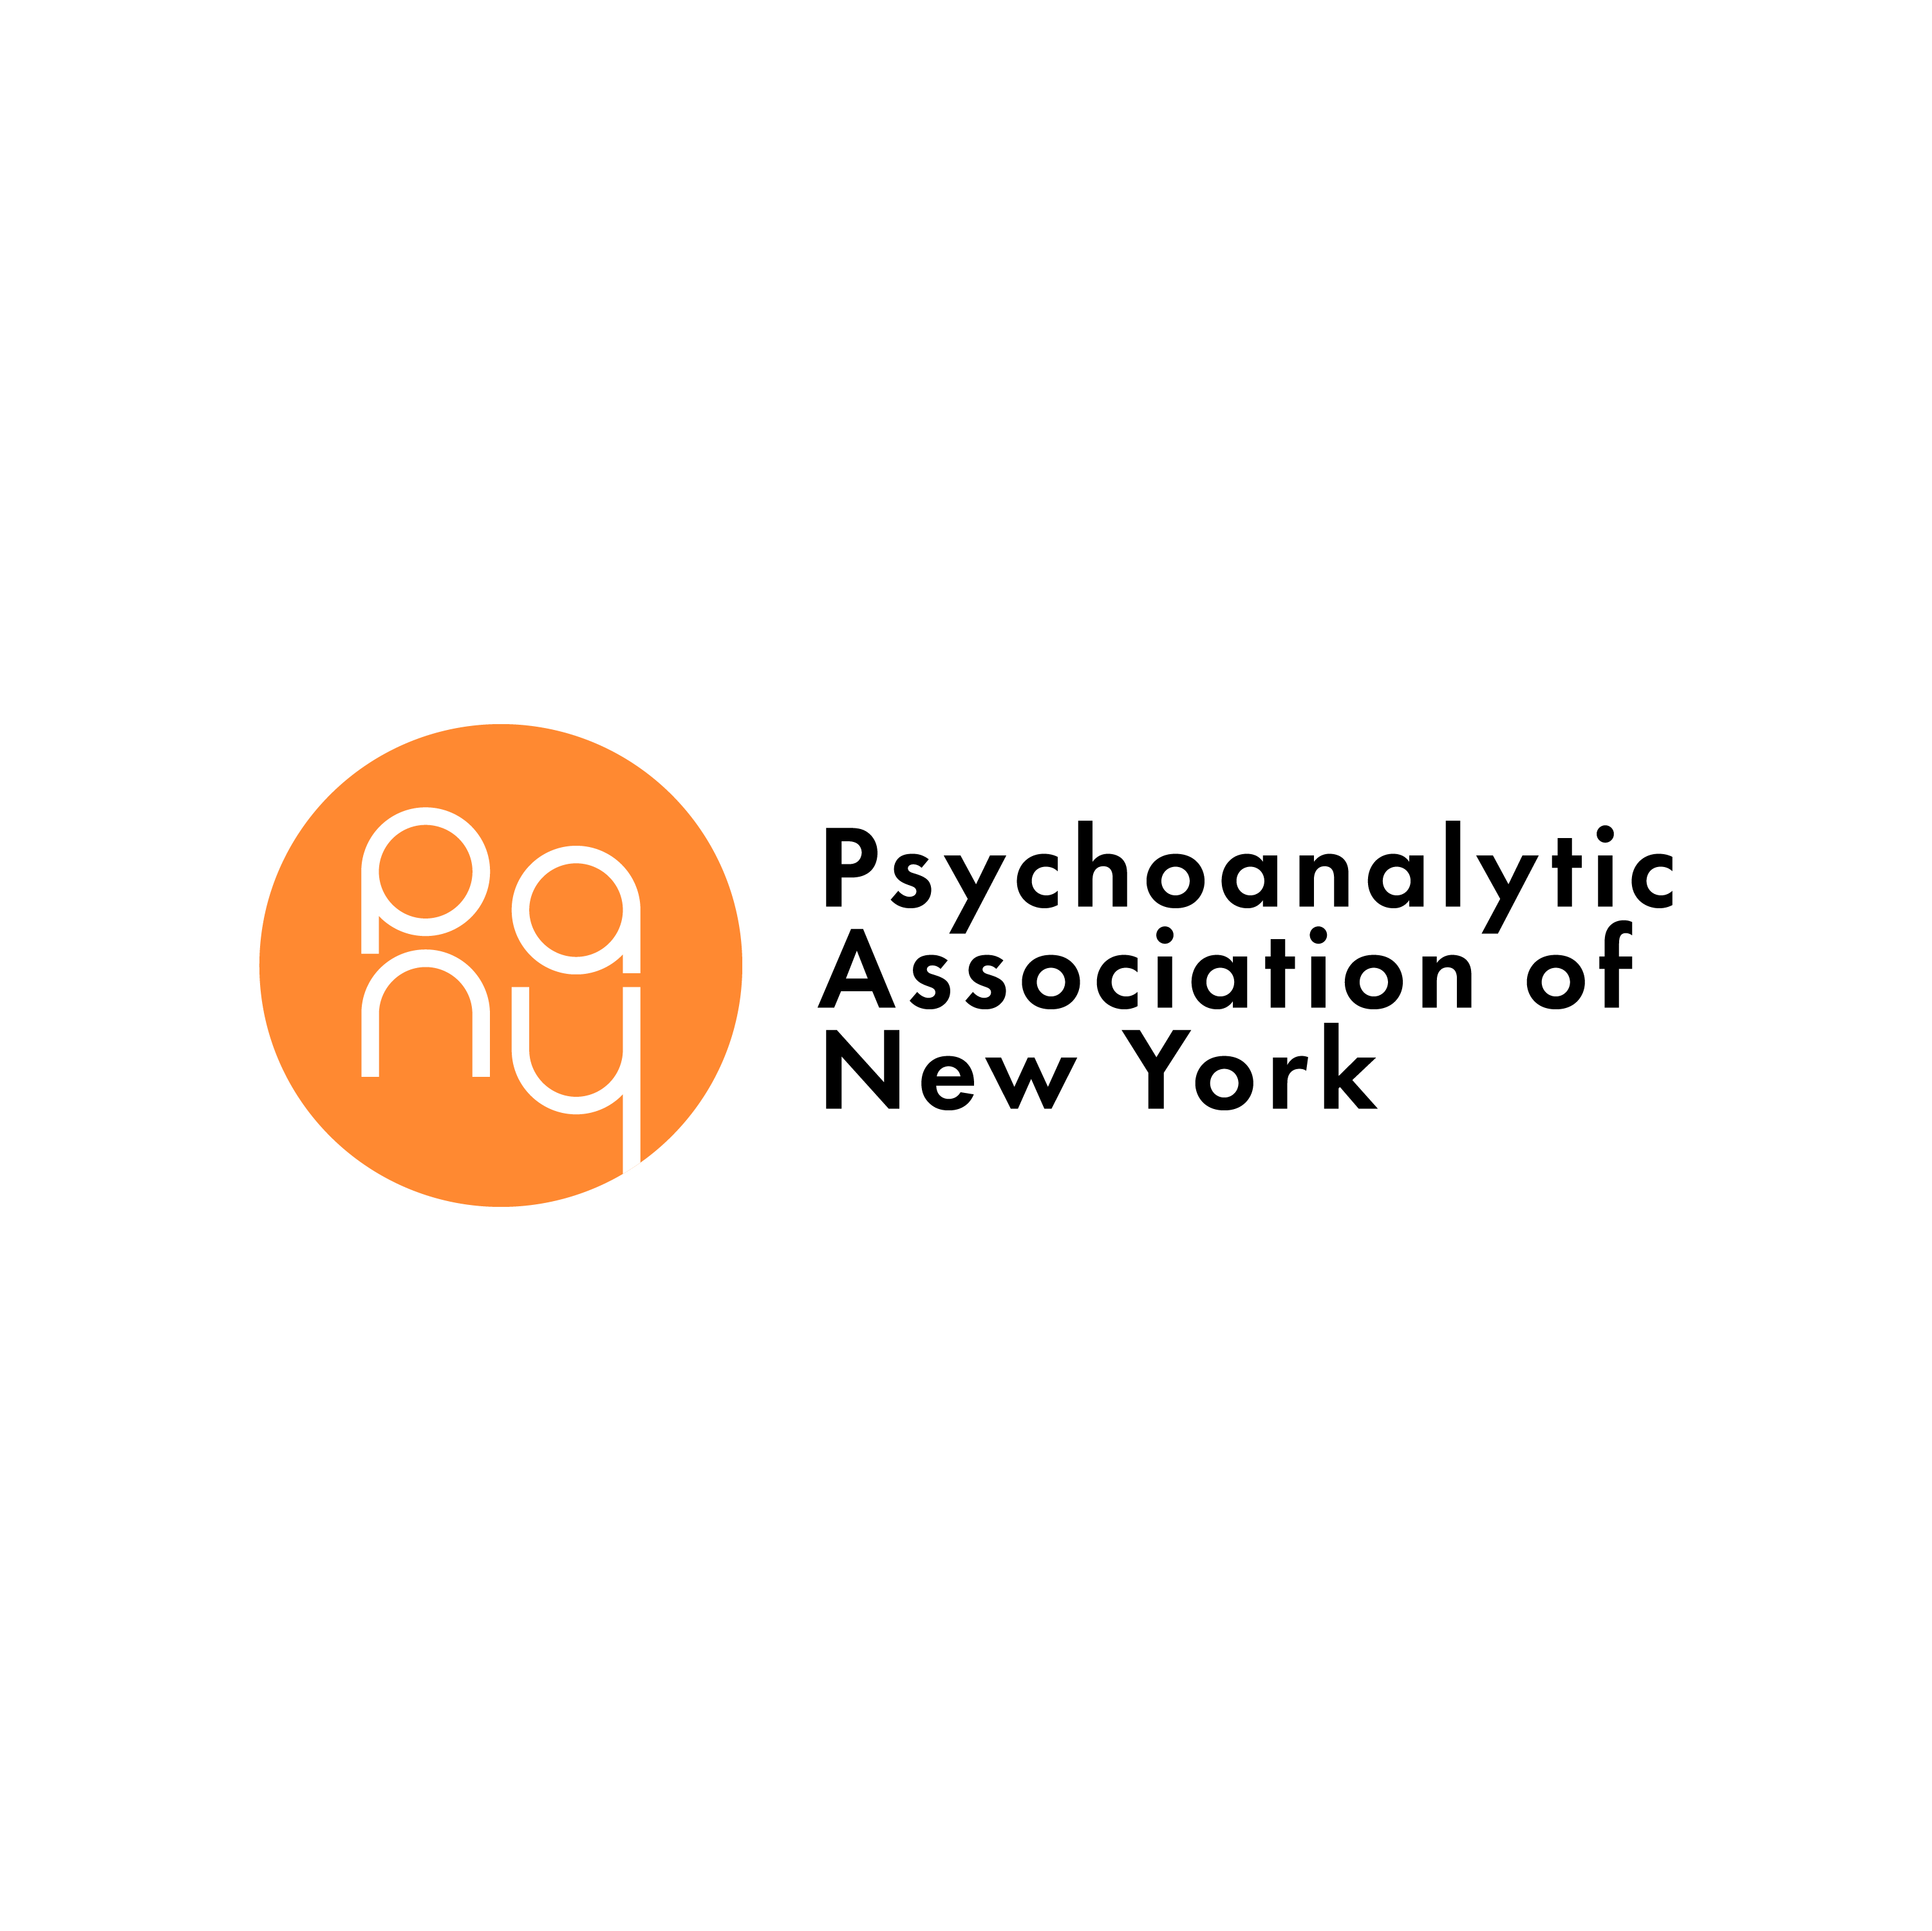 pa
ny
Psychoanalytic
Association of
New York